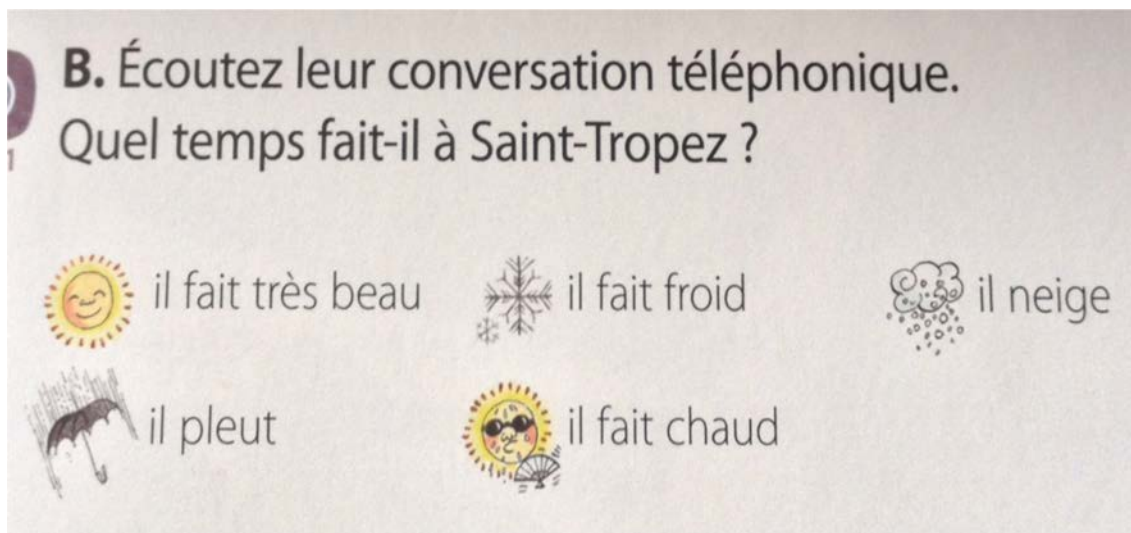 B. Écoutez leur conversation téléphonique.
Quel temps fait-il à Saint-Tropez ?
1
il fait très beau
il fait froid
il neige
il pleut
il fait chaud